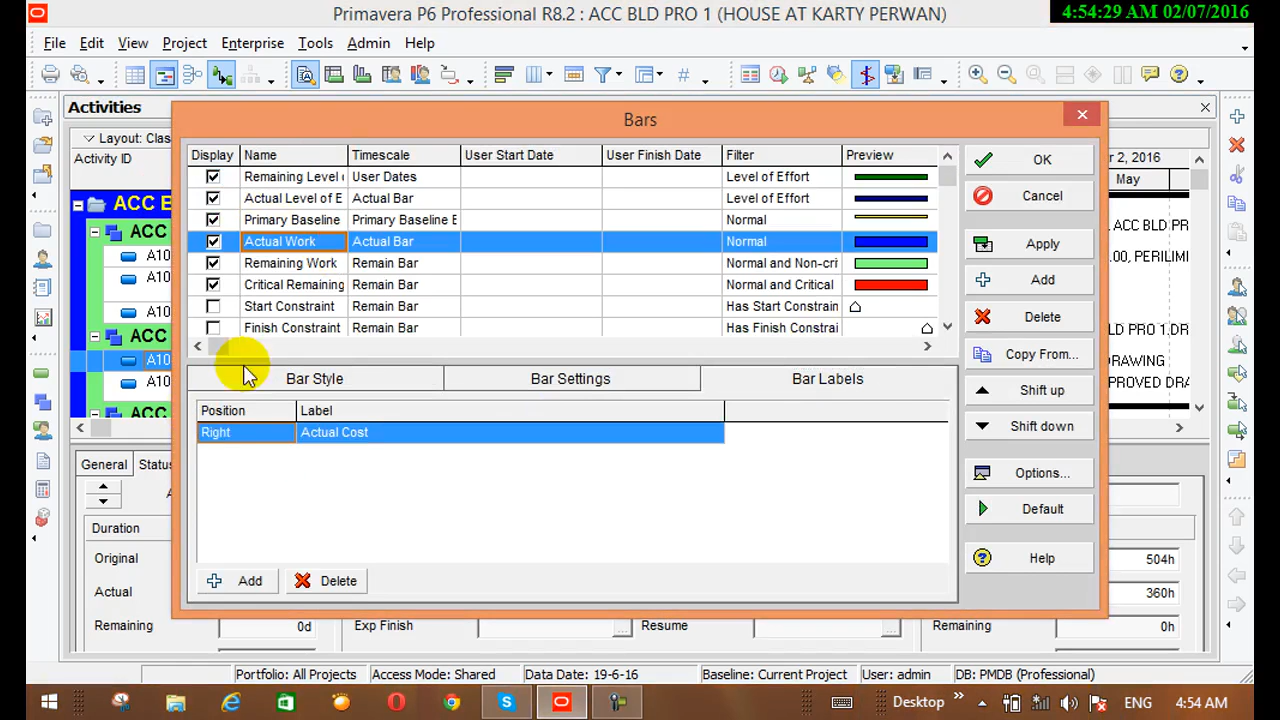 Primavera P6 Professional R8.2 : ACC BLD PRO 1 (HOUSE AT KARTY PERWAN)
4:54:29 AM 02/07/2016
File Edit View Project Enterprise Tools Admin Help
Activities
Layout: Clas
Activity ID
r 2, 2016
May
ACC E
ACC
A10
A10
A10
ACC
A10
A10
ACC
ACC BLD PRO
.00, PERILIMI
LD PRO 1.DR
DRAWING
PROVED DRA
Bars
Display Name Timescale User Start Date User Finish Date Filter Preview
Remaining Level User Dates Level of Effort
Actual Level of E Actual Bar Level of Effort
Primary Baseline Primary Baseline E Normal
Actual Work Actual Bar Normal
Remaining Work Remain Bar Normal and Non-cri
Critical Remaining Remain Bar Normal and Critical
Start Constraint Remain Bar Has Start Constrain
Finish Constraint Remain Bar Has Finish Constrai
OK
Cancel
Apply
Add
Delete
Copy From...
Shift up
Shift down
Options...
Default
Help
Bar Style Bar Settings Bar Labels
Position Label
Right Actual Cost
Add Delete
General Status
A
Duration
Original 504h
Actual 360h
Remaining 0d Exp Finish ... Resume ... Remaining 0h
Portfolio: All Projects Access Mode: Shared Data Date: 19-6-16 Baseline: Current Project User: admin DB: PMDB (Professional)
Desktop ENG 4:54 AM